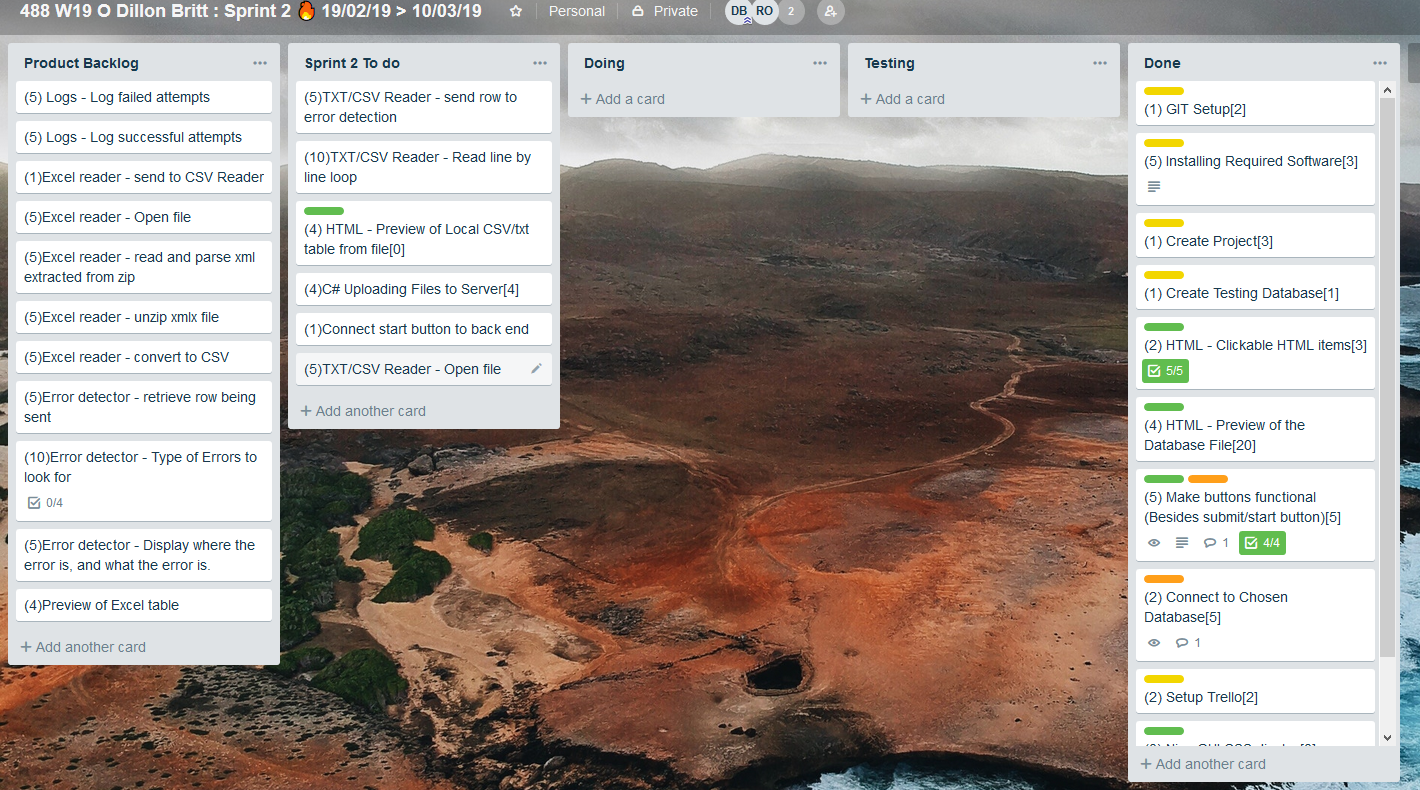 488 W19 O Dillon Britt : Sprint 2 🔥 19/02/19 > 10/03/19
Personal
Private
DB
RO
2
Product Backlog
(5) Logs - Log failed attempts
(5) Logs - Log successful attempts
(1)Excel reader - send to CSV Reader
(5)Excel reader - Open file
(5)Excel reader - read and parse xml
extracted from zip
(5)Excel reader - unzip xmlx file
(5)Excel reader - convert to CSV
(5)Error detector - retrieve row being
sent
(10)Error detector - Type of Errors to
look for
0/4
(5)Error detector - Display where the
error is, and what the error is.
(4)Preview of Excel table
+ Add another card
Sprint 2 To do
(5)TXT/CSV Reader - send row to
error detection
(10)TXT/CSV Reader - Read line by
line loop
(4) HTML - Preview of Local CSV/txt
table from file[0]
(4)C# Uploading Files to Server[4]
(1)Connect start button to back end
(5)TXT/CSV Reader - Open file
+ Add another card
Doing
+ Add a card
Testing
+ Add a card
Done
(1) GIT Setup[2]
(5) Installing Required Software[3]
(1) Create Project[3]
(1) Create Testing Database[1]
(2) HTML - Clickable HTML items[3]
5/5
(4) HTML - Preview of the
Database File[20]
(5) Make buttons functional
(Besides submit/start button)[5]
1
4/4
(2) Connect to Chosen
Database[5]
1
(2) Setup Trello[2]
+ Add another card